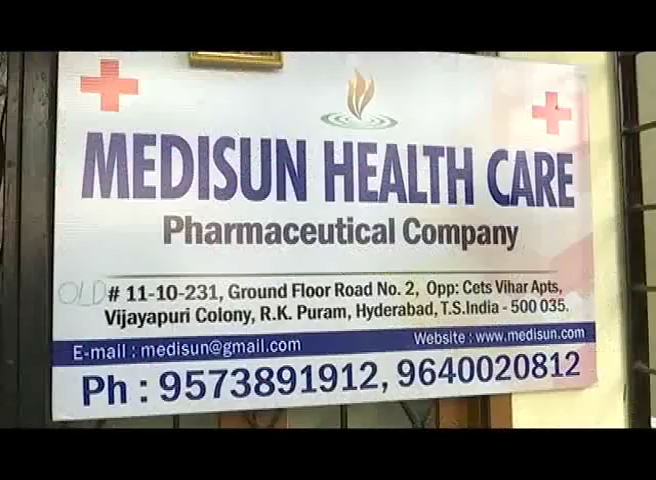 MEDISUN HEALTH CARE
Pharmaceutical Company
OLD # 11-10-231, Ground Floor Road No. 2, Opp: Cets Vihar Apts,
Vijayapuri Colony, R.K. Puram, Hyderabad, T.S.India - 500 035.
E-mail : medisun@gmail.com Website : www.medisun.com
Ph : 9573891912, 9640020812